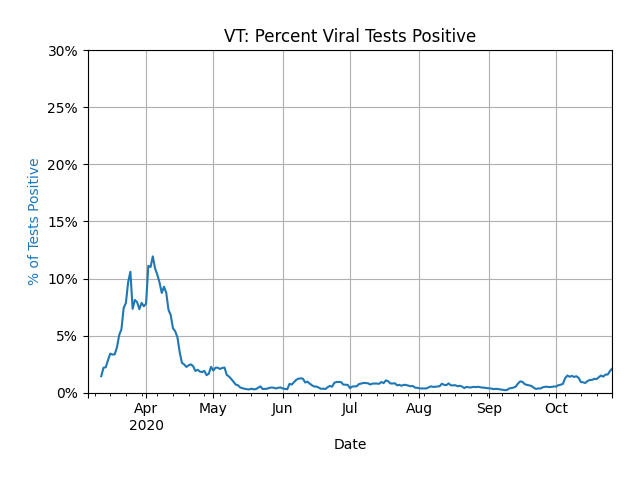 VT: Percent Viral Tests Positive
30%
25%
20%
15%
10%
5%
0%
% of Tests Positive
Apr May Jun Jul Aug Sep Oct
2020
Date